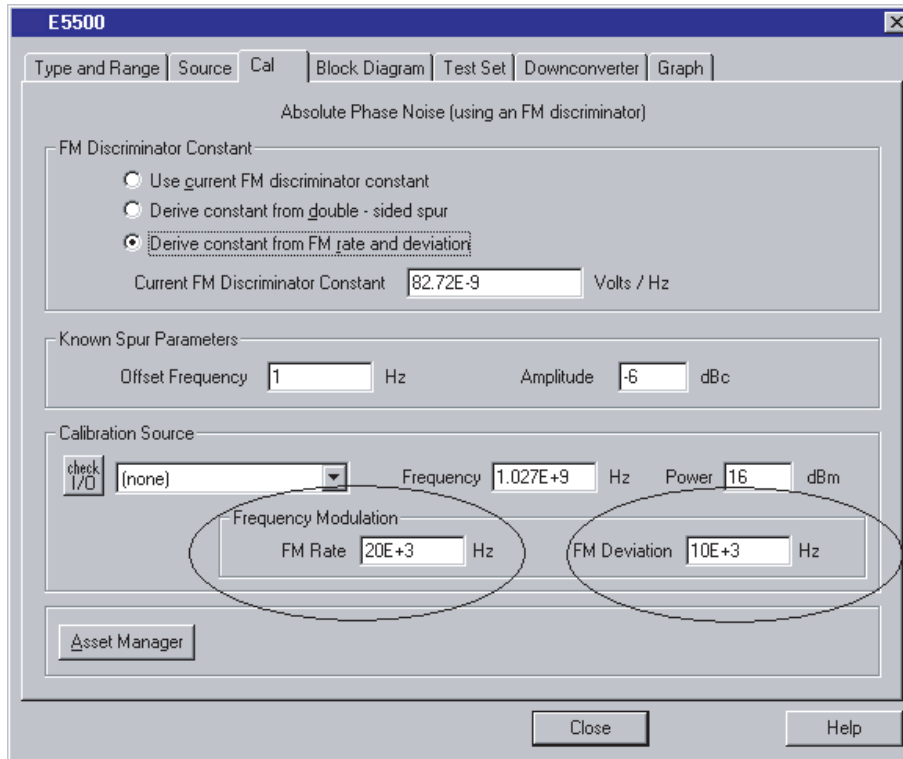 E5500
Type and Range Source Cal Block Diagram Test Set Downconverter Graph
Absolute Phase Noise (using an FM discriminator)
FM Discriminator Constant
Use current FM discriminator constant
Derive constant from double - sided spur
Derive constant from FM rate and deviation
Current FM Discriminator Constant 82.72E-9 Volts / Hz
Known Spur Parameters
Offset Frequency 1 Hz Amplitude -6 dBc
Calibration Source
check I/O (none) Frequency 1.027E+9 Hz Power 16 dBm
Frequency Modulation
FM Rate 20E+3 Hz FM Deviation 10E+3 Hz
Asset Manager
Close Help